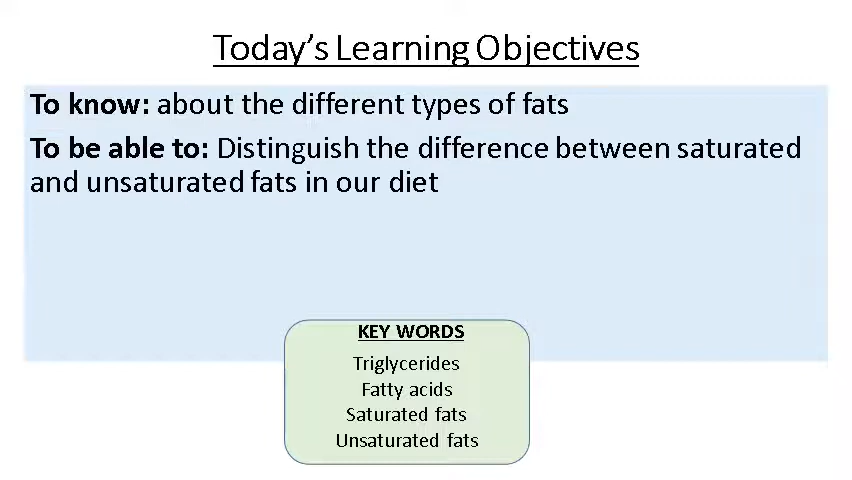 Today's Learning Objectives
To know: about the different types of fats
To be able to: Distinguish the difference between saturated
and unsaturated fats in our diet
KEY WORDS
Triglycerides
Fatty acids
Saturated fats
Unsaturated fats